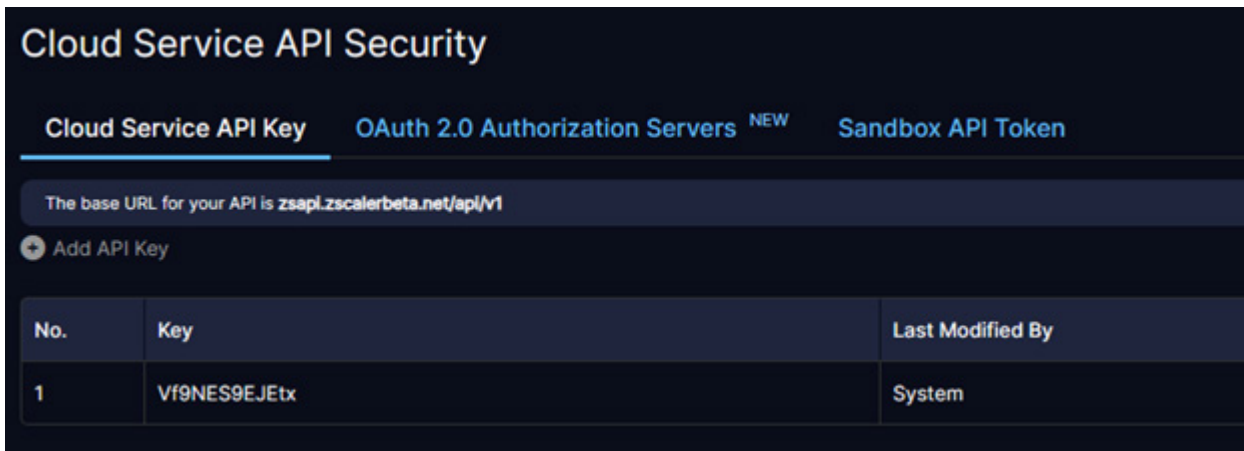 Cloud Service API Security
Cloud Service API Key OAuth 2.0 Authorization Servers NEW Sandbox API Token
The base URL for your API is zsapi.zscalerbeta.net/api/v1
Add API Key
No. Key Last Modified By
1 Vf9NES9EJEtx System